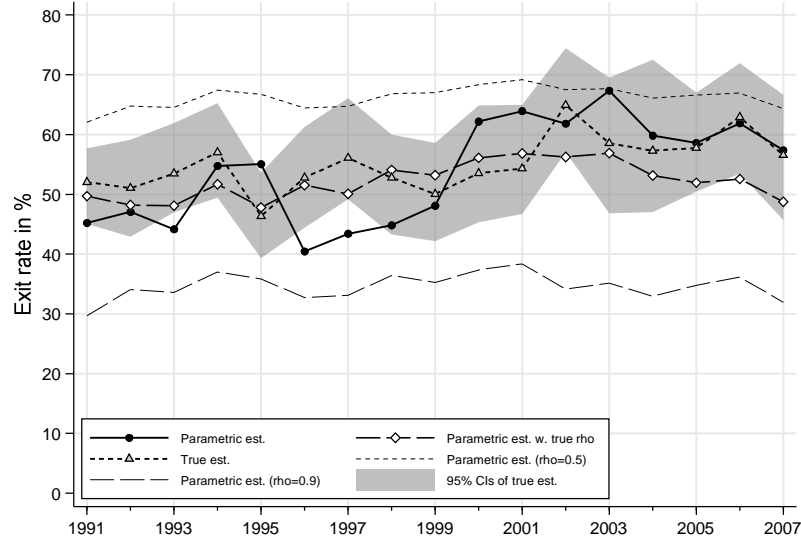 80
70
60
50
40
30
20
10
0
Exit rate in %
Parametric est.
Parametric est. w. true rho
True est.
Parametric est. (rho=0.5)
Parametric est. (rho=0.9)
95% CIs of true est.
1991 1993 1995 1997 1999 2001 2003 2005 2007